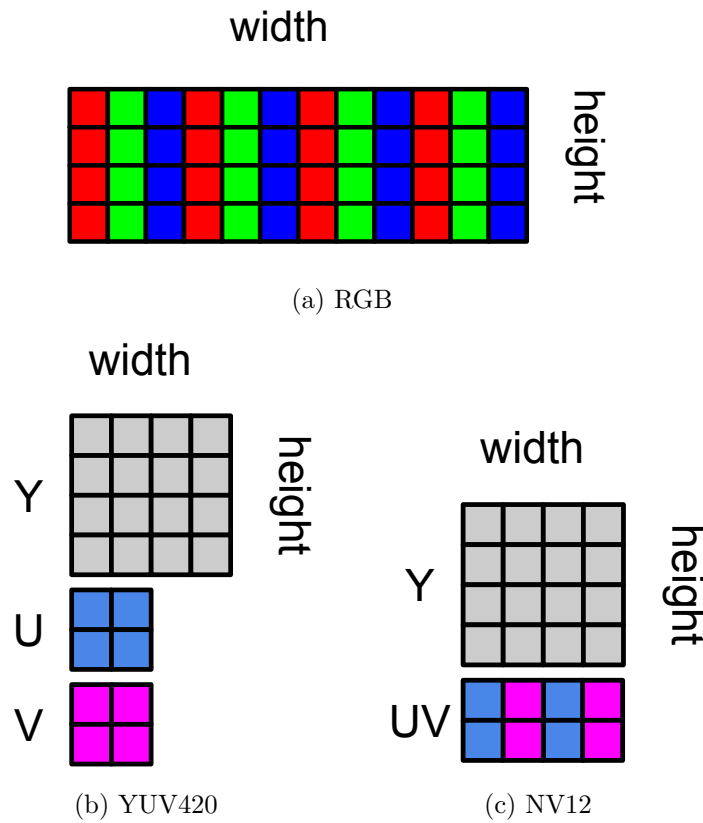 width
height
(a) RGB
width
height
Y
U
V
(b) YUV420
width
height
Y
UV
(c) NV12